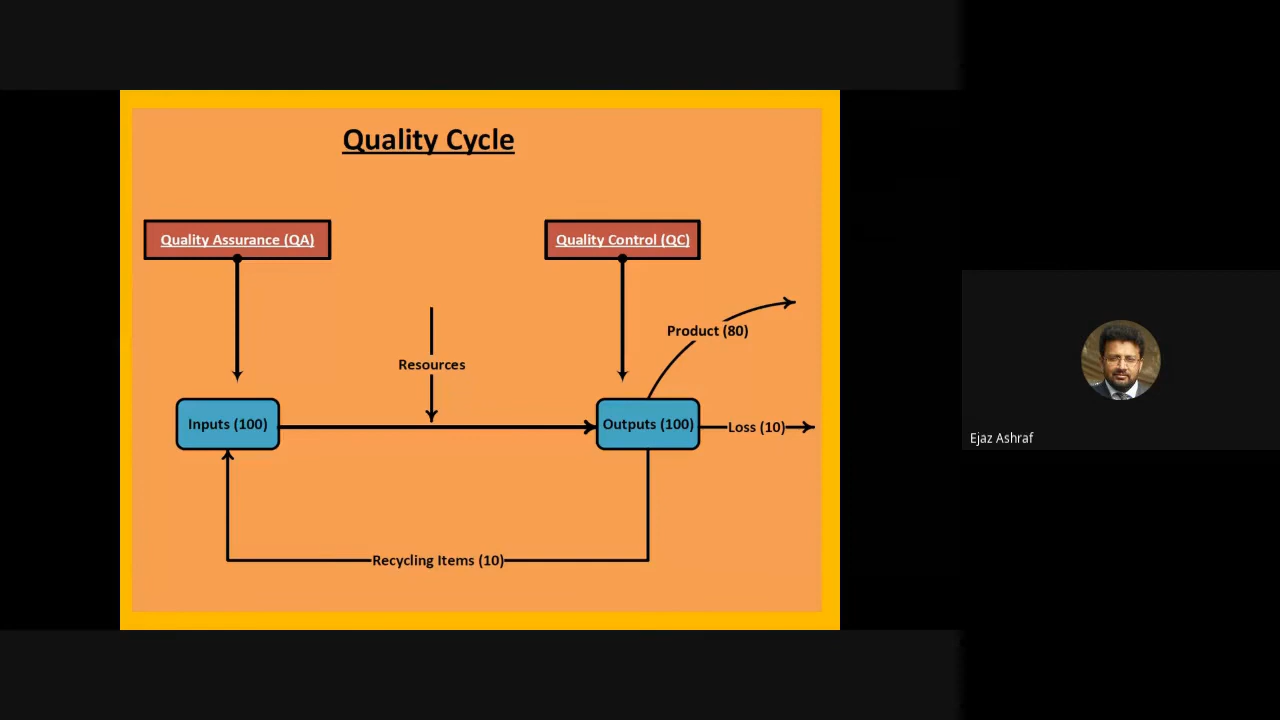 Quality Cycle
Quality Assurance (QA)
Quality Control (QC)
Product (80)
Resources
Inputs (100)
Outputs (100)
Loss (10)
Recycling Items (10)
Ejaz Ashraf